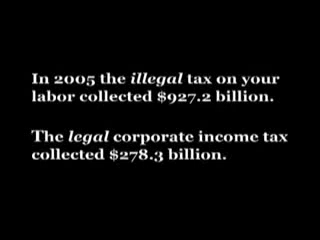 In 2005 the illegal tax on your
labor collected $927.2 billion.
The legal corporate income tax
collected $278.3 billion.